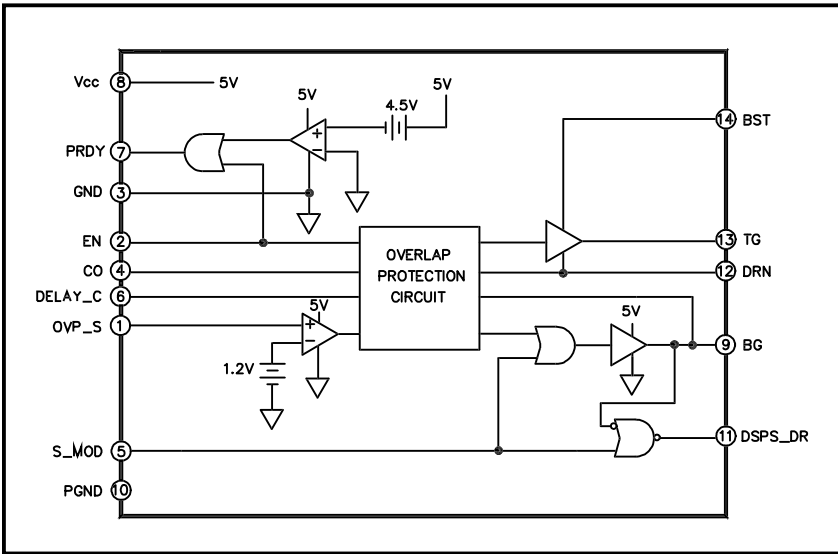 Vcc 8 5V
5V 4.5V 5V
14 BST
PRDY 7 + −
GND 3
EN 2
13 TG
OVERLAP
PROTECTION
CIRCUIT
CO 4
12 DRN
DELAY_C 6
5V 5V
OVP_S 1 + −
9 BG
1.2V
S_MOD 5
11 DSPS_DR
PGND 10